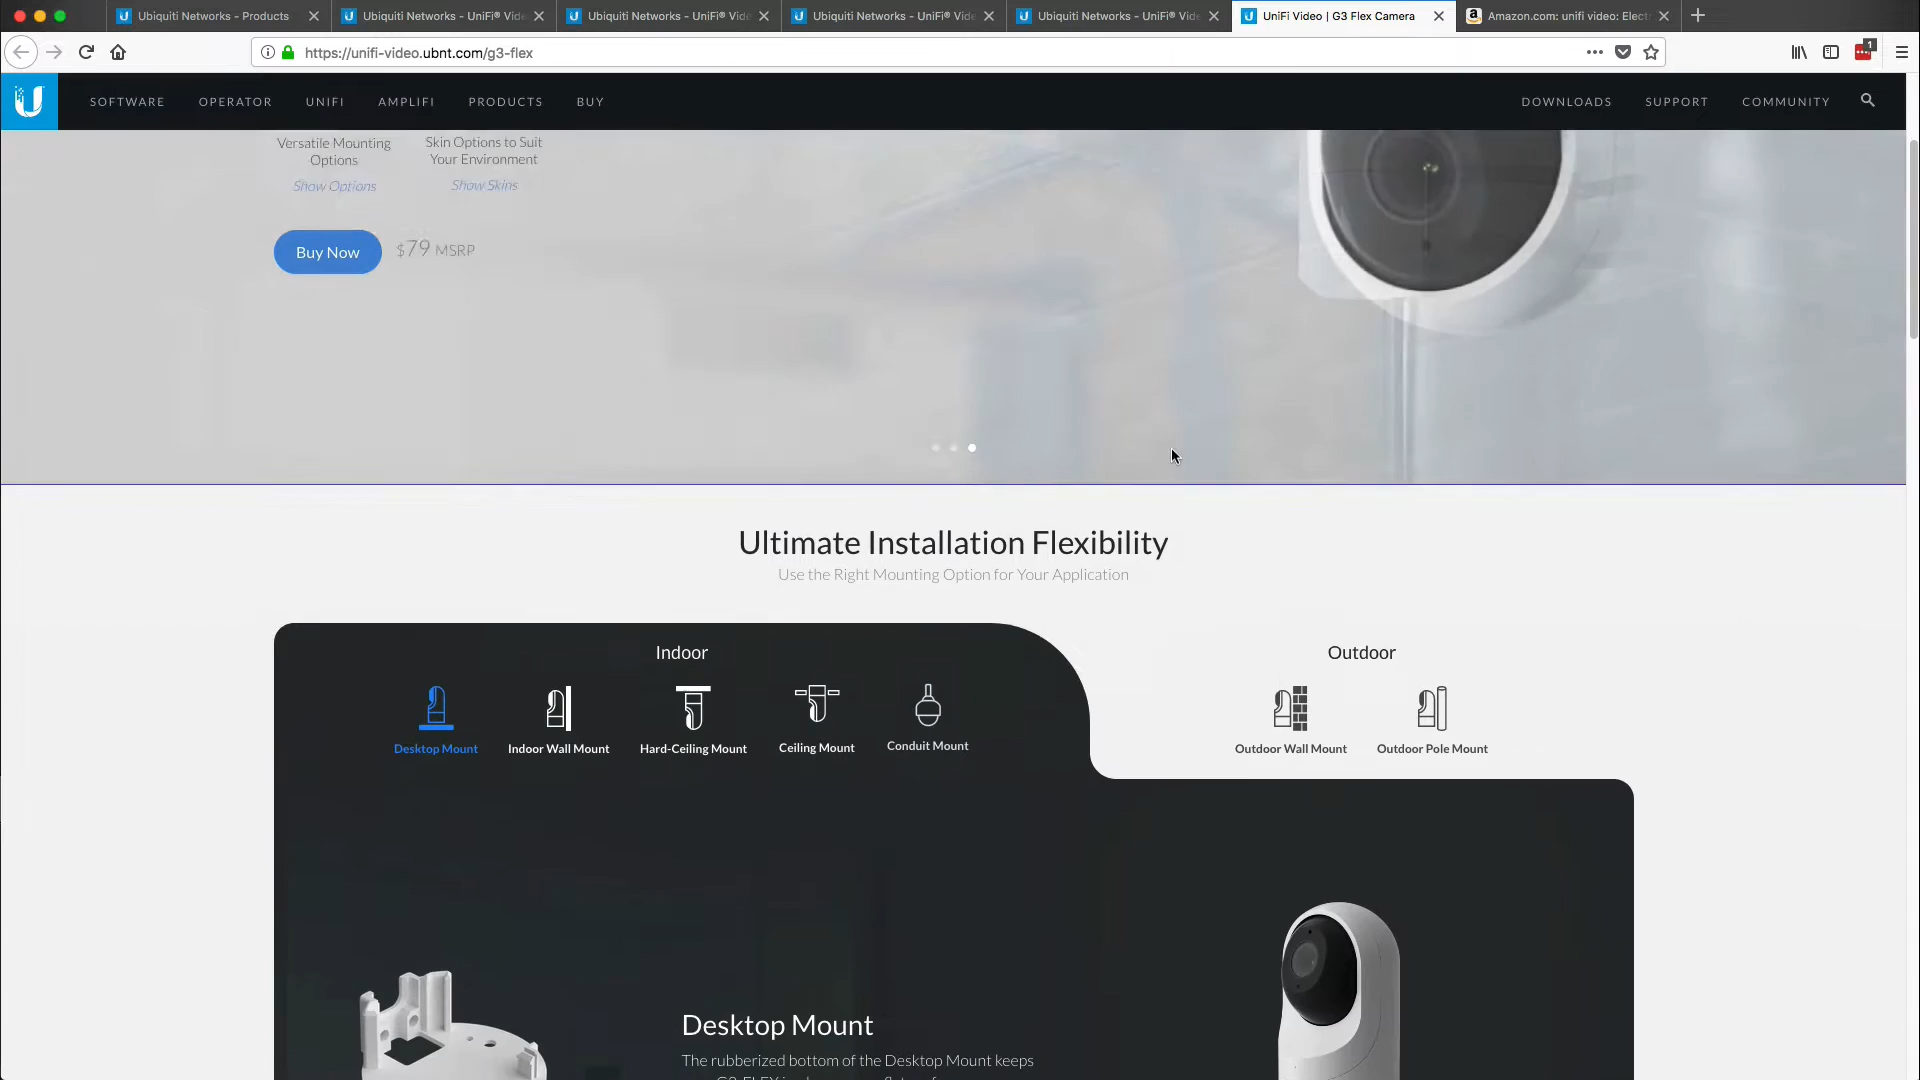 Ubiquiti Networks - Products
Ubiquiti Networks - UniFi® Vide
Ubiquiti Networks - UniFi® Vide
Ubiquiti Networks - UniFi® Vide
Ubiquiti Networks - UniFi® Vide
UniFi Video | G3 Flex Camera
Amazon.com: unifi video: Elect
https://unifi-video.ubnt.com/g3-flex
1
SOFTWARE OPERATOR UNIFI AMPLIFI PRODUCTS BUY DOWNLOADS SUPPORT COMMUNITY
Versatile Mounting
Options
Show Options
Skin Options to Suit
Your Environment
Show Skins
Buy Now
$79 MSRP
Ultimate Installation Flexibility
Use the Right Mounting Option for Your Application
Indoor
Desktop Mount
Indoor Wall Mount
Hard-Ceiling Mount
Ceiling Mount
Conduit Mount
Outdoor
Outdoor Wall Mount
Outdoor Pole Mount
Desktop Mount
The rubberized bottom of the Desktop Mount keeps